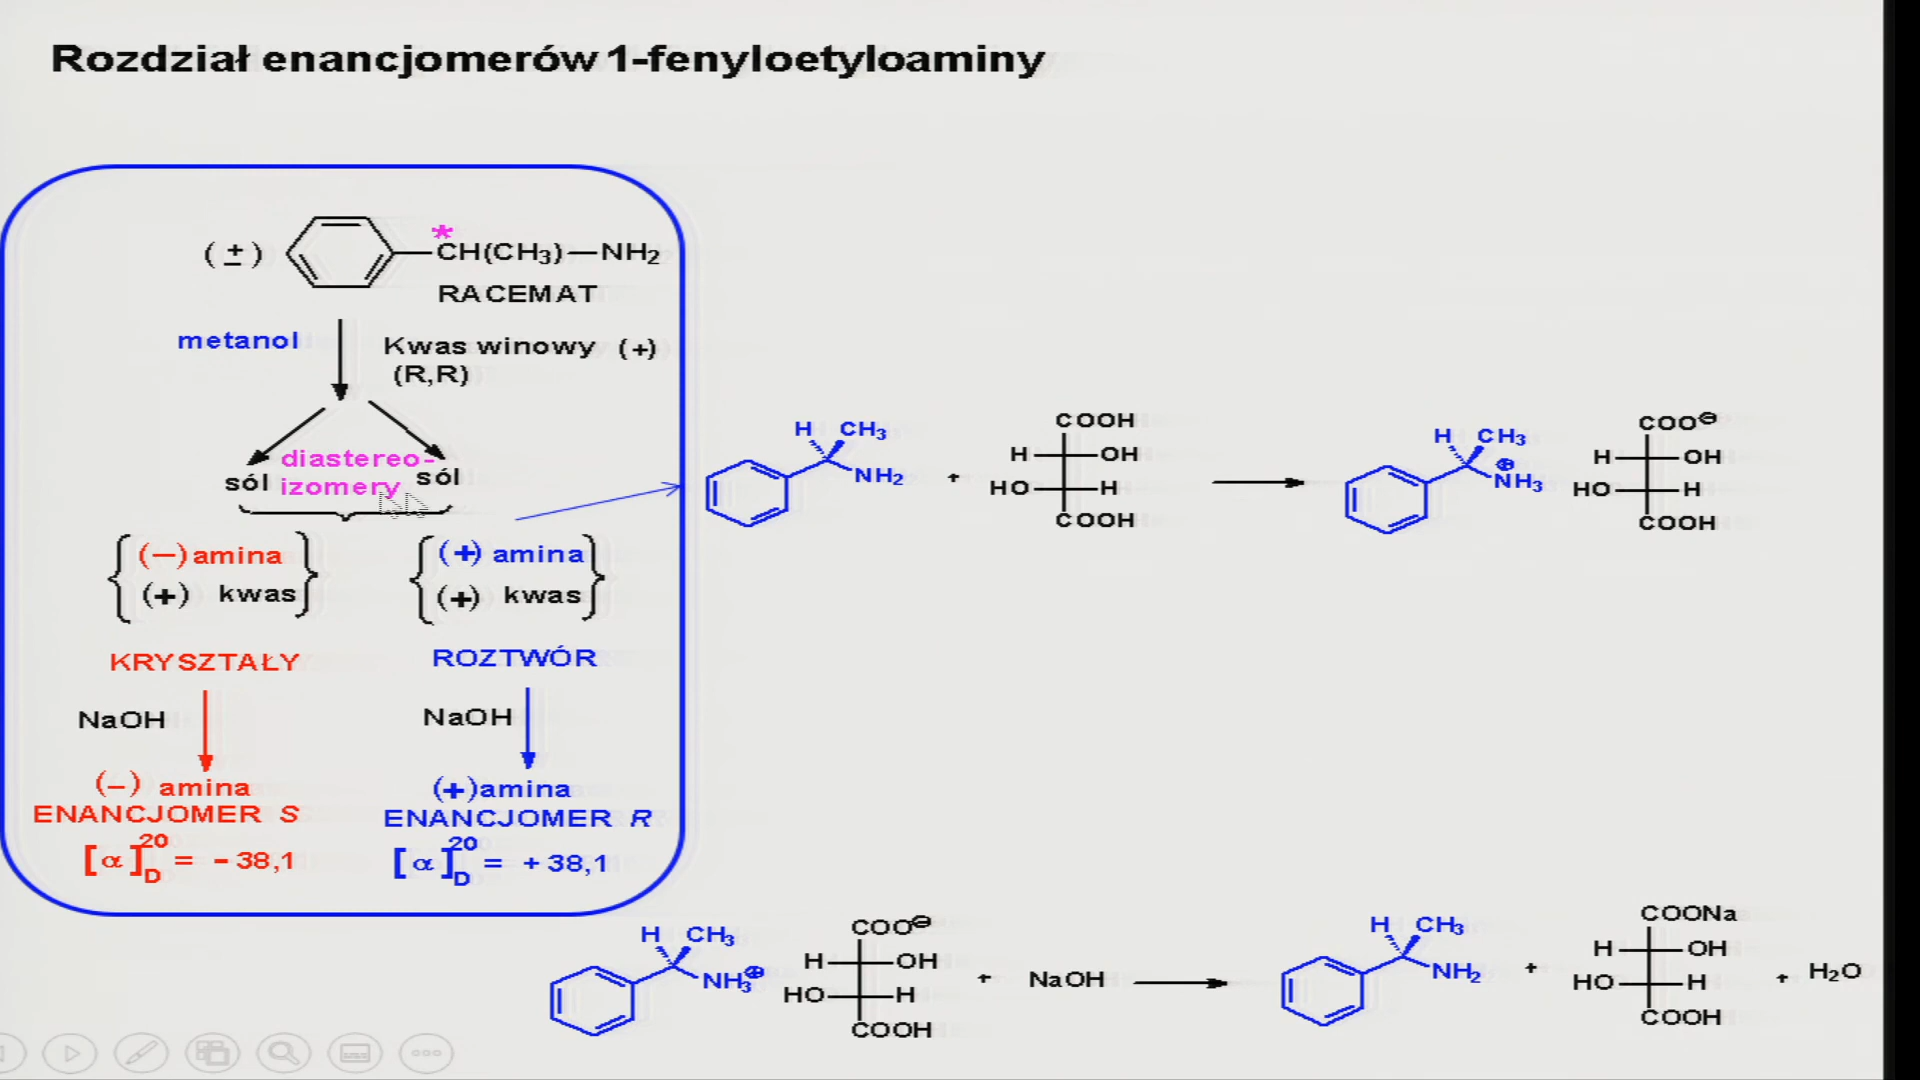 Rozdział enancjomerów 1-fenyloetyloaminy
(±)
*
CH(CH₃)—NH₂
RACEMAT
metanol
Kwas winowy (+)
(R,R)
diastereo-
izomery
sól
sól
(−) amina
(+) kwas
(+) amina
(+) kwas
KRYSZTAŁY
ROZTWÓR
NaOH
NaOH
(−) amina
ENANCJOMER S
[α]D20 = - 38,1
(+)amina
ENANCJOMER R
[α]D20 = + 38,1
H CH₃
NH₂
+
COOH
H OH
HO H
COOH
H CH₃
⊕
NH₃
COO⊖
H OH
HO H
COOH
H CH₃
NH₃⊕
COO⊖
H OH
HO H
COOH
+ NaOH
H CH₃
NH₂
+
COONa
H OH
HO H
COOH
+ H₂O